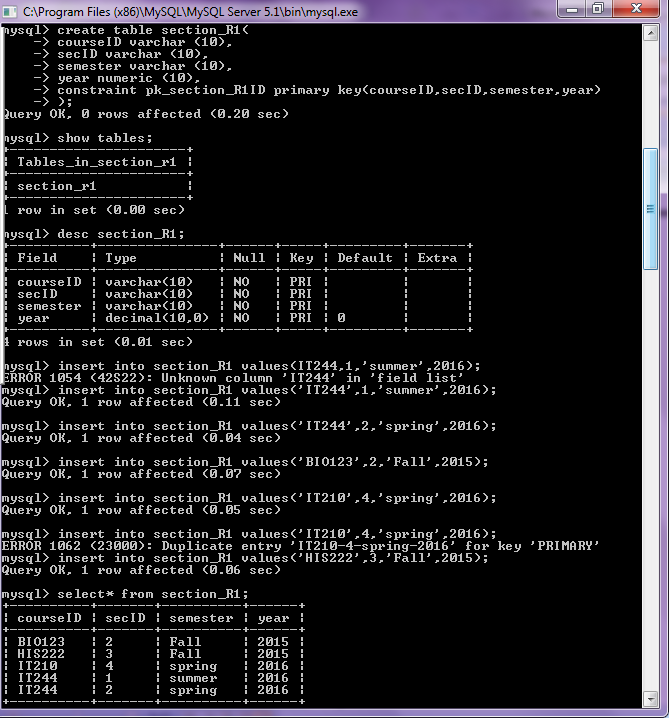 C:\Program Files (x86)\MySQL\MySQL Server 5.1\bin\mysql.exe
mysql> create table section_R1(
    -> courseID varchar (10),
    -> secID varchar (10),
    -> semester varchar (10),
    -> year numeric (10),
    -> constraint pk_section_R1ID primary key(courseID,secID,semester,year)
    -> );
Query OK, 0 rows affected (0.20 sec)
mysql> show tables;
+----------------------+
| Tables_in_section_r1 |
+----------------------+
| section_r1           |
+----------------------+
1 row in set (0.00 sec)
mysql> desc section_R1;
+----------+---------------+------+-----+---------+-------+
| Field    | Type          | Null | Key | Default | Extra |
+----------+---------------+------+-----+---------+-------+
| courseID | varchar(10)   | NO   | PRI |         |       |
| secID    | varchar(10)   | NO   | PRI |         |       |
| semester | varchar(10)   | NO   | PRI |         |       |
| year     | decimal(10,0) | NO   | PRI | 0       |       |
+----------+---------------+------+-----+---------+-------+
4 rows in set (0.01 sec)
mysql> insert into section_R1 values(IT244,1,'summer',2016);
ERROR 1054 (42S22): Unknown column 'IT244' in 'field list'
mysql> insert into section_R1 values('IT244',1,'summer',2016);
Query OK, 1 row affected (0.11 sec)
mysql> insert into section_R1 values('IT244',2,'spring',2016);
Query OK, 1 row affected (0.04 sec)
mysql> insert into section_R1 values('BIO123',2,'Fall',2015);
Query OK, 1 row affected (0.07 sec)
mysql> insert into section_R1 values('IT210',4,'spring',2016);
Query OK, 1 row affected (0.05 sec)
mysql> insert into section_R1 values('IT210',4,'spring',2016);
ERROR 1062 (23000): Duplicate entry 'IT210-4-spring-2016' for key 'PRIMARY'
mysql> insert into section_R1 values('HIS222',3,'Fall',2015);
Query OK, 1 row affected (0.06 sec)
mysql> select* from section_R1;
+----------+-------+----------+------+
| courseID | secID | semester | year |
+----------+-------+----------+------+
| BIO123   | 2     | Fall     | 2015 |
| HIS222   | 3     | Fall     | 2015 |
| IT210    | 4     | spring   | 2016 |
| IT244    | 1     | summer   | 2016 |
| IT244    | 2     | spring   | 2016 |
+----------+-------+----------+------+